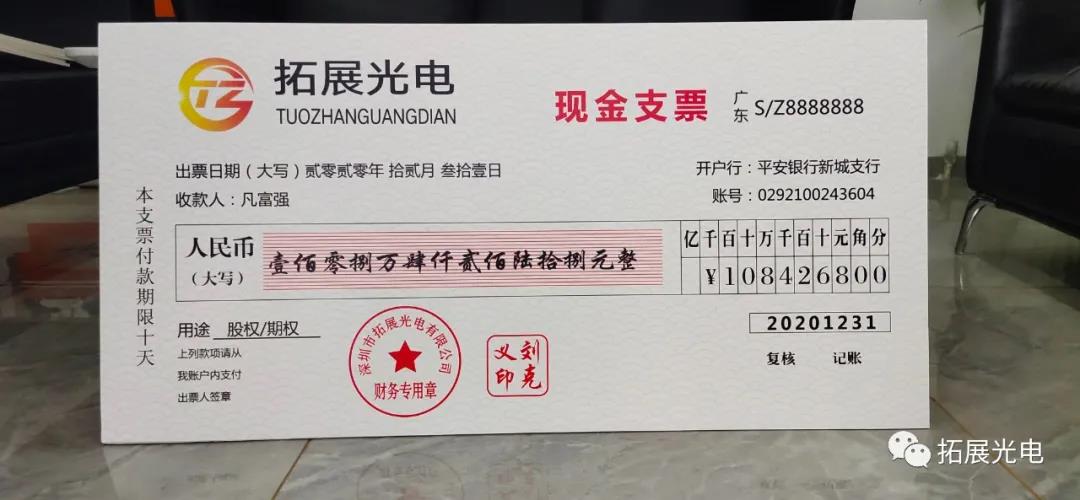 拓展光电
TUOZHANGUANGDIAN
现金支票
广东
S/Z8888888
出票日期（大写）贰零贰零年 拾贰月 叁拾壹日
开户行：平安银行新城支行
收款人：凡富强
账号：0292100243604
本支票付款期限十天
人民币
（大写）
壹佰零捌万肆仟贰佰陆拾捌元整
亿千百十万千百十元角分
¥108426800
用途 股权/期权
20201231
上列款项请从
我账户内支付
出票人签章
深圳市拓展光电有限公司
财务专用章
刘克义印
复核 记账
拓展光电